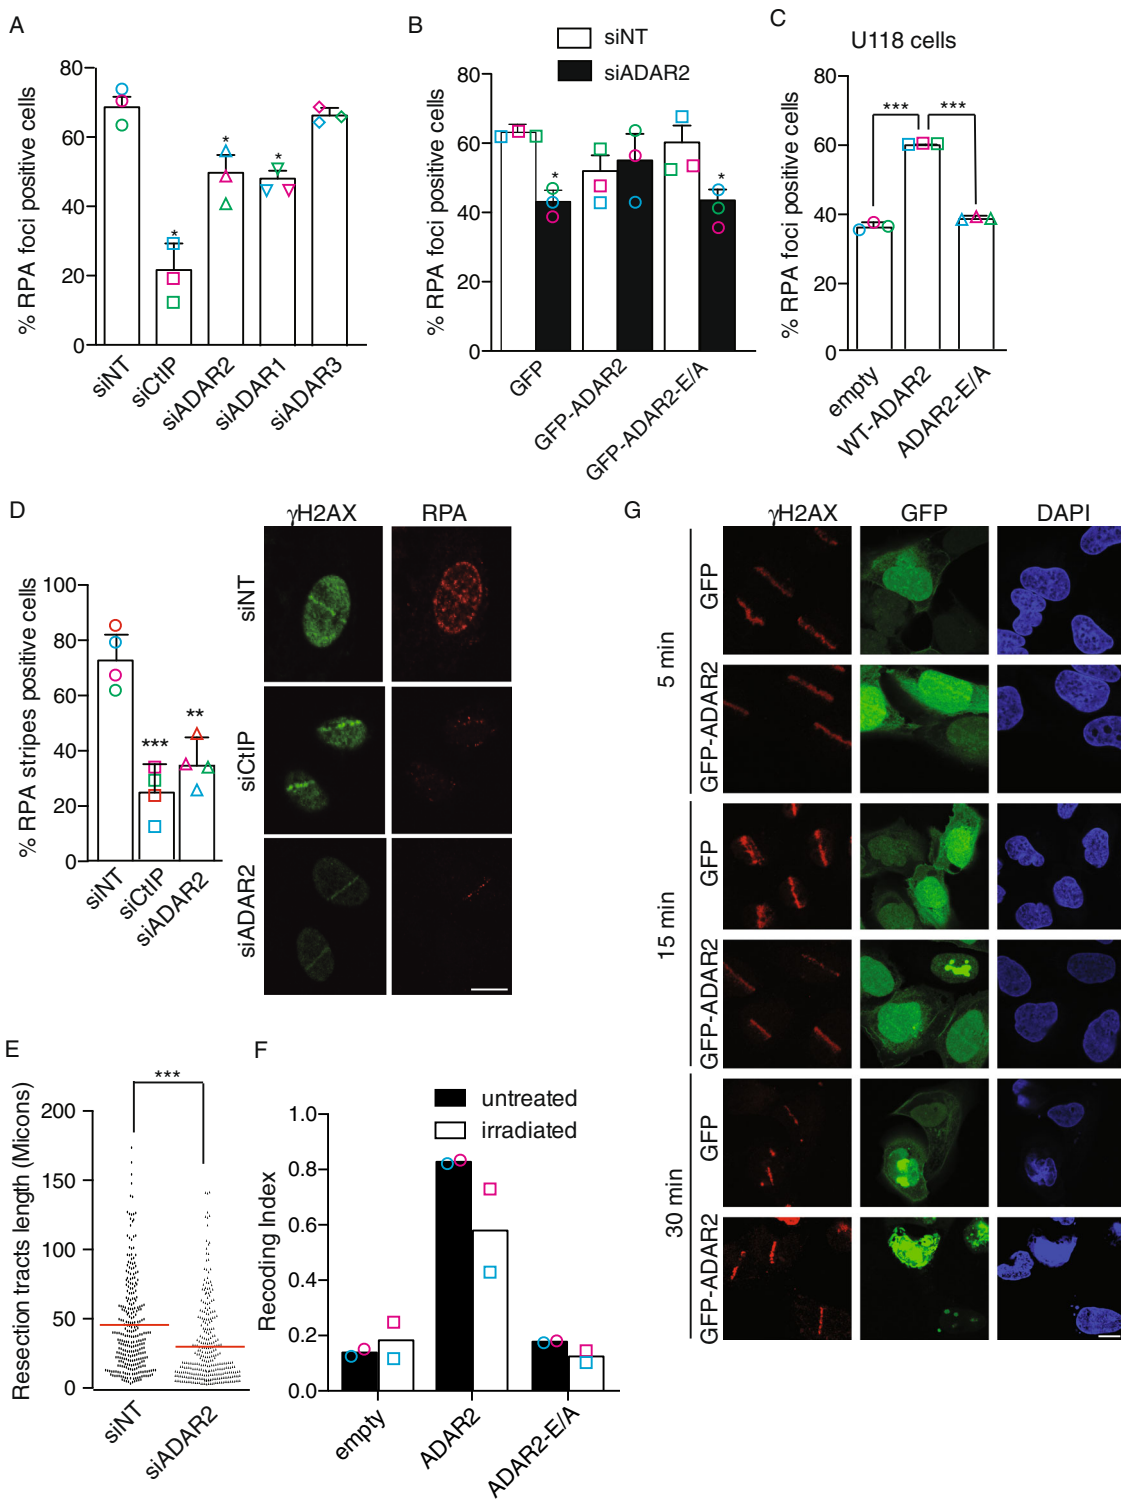 A
% RPA foci positive cells
80
60
40
20
0
*
*
*
siNT
siCtIP
siADAR2
siADAR1
siADAR3
B
siNT
siADAR2
% RPA foci positive cells
80
60
40
20
0
*
*
GFP
GFP-ADAR2
GFP-ADAR2-E/A
C
U118 cells
% RPA foci positive cells
80
60
40
20
0
***
***
empty
WT-ADAR2
ADAR2-E/A
D
% RPA stripes positive cells
100
80
60
40
20
0
***
**
siNT
siCtIP
siADAR2
γH2AX
RPA
siNT
siCtIP
siADAR2
G
γH2AX
GFP
DAPI
5 min
GFP
GFP-ADAR2
15 min
GFP
GFP-ADAR2
30 min
GFP
GFP-ADAR2
E
Resection tracts length (Micons)
200
150
100
50
0
***
siNT
siADAR2
F
untreated
irradiated
Recoding Index
1.0
0.8
0.6
0.4
0.2
0.0
empty
ADAR2
ADAR2-E/A